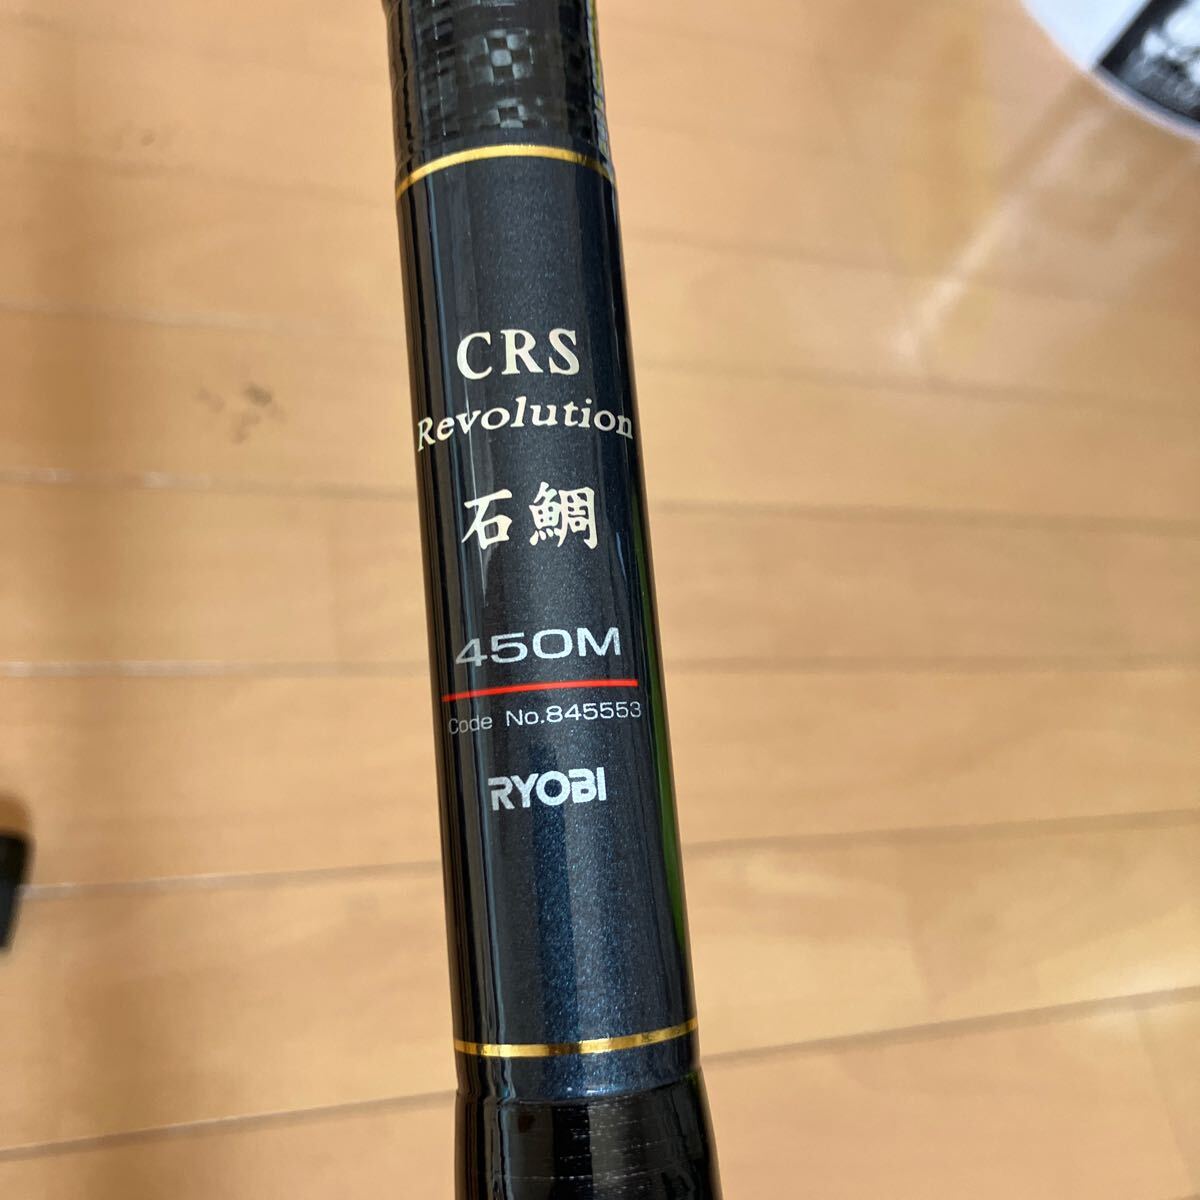 CRS
Revolution
石鯛
450M
Code No.845553
RYOBI